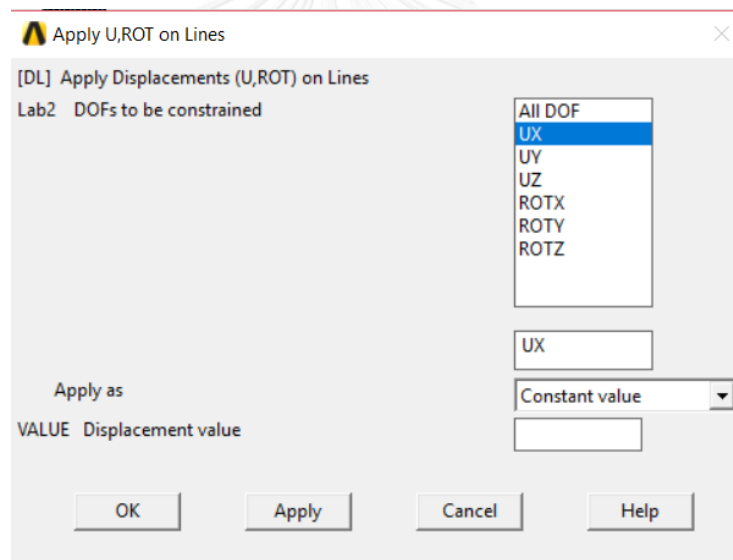 Apply U,ROT on Lines
[DL] Apply Displacements (U,ROT) on Lines
Lab2 DOFs to be constrained
All DOF
UX
UY
UZ
ROTX
ROTY
ROTZ
UX
Apply as
Constant value
VALUE Displacement value
OK Apply Cancel Help